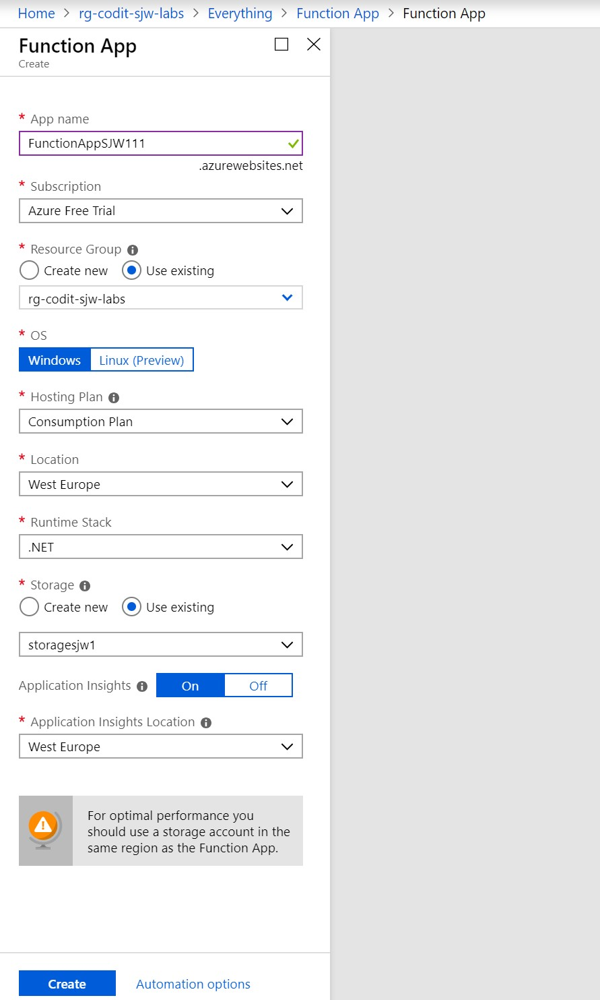 Home > rg-codit-sjw-labs > Everything > Function App > Function App
Function App
Create
* App name
FunctionAppSJW111
.azurewebsites.net
* Subscription
Azure Free Trial
* Resource Group
Create new Use existing
rg-codit-sjw-labs
* OS
Windows Linux (Preview)
* Hosting Plan
Consumption Plan
* Location
West Europe
* Runtime Stack
.NET
* Storage
Create new Use existing
storagesjw1
Application Insights On Off
* Application Insights Location
West Europe
For optimal performance you
should use a storage account in the
same region as the Function App.
Create Automation options